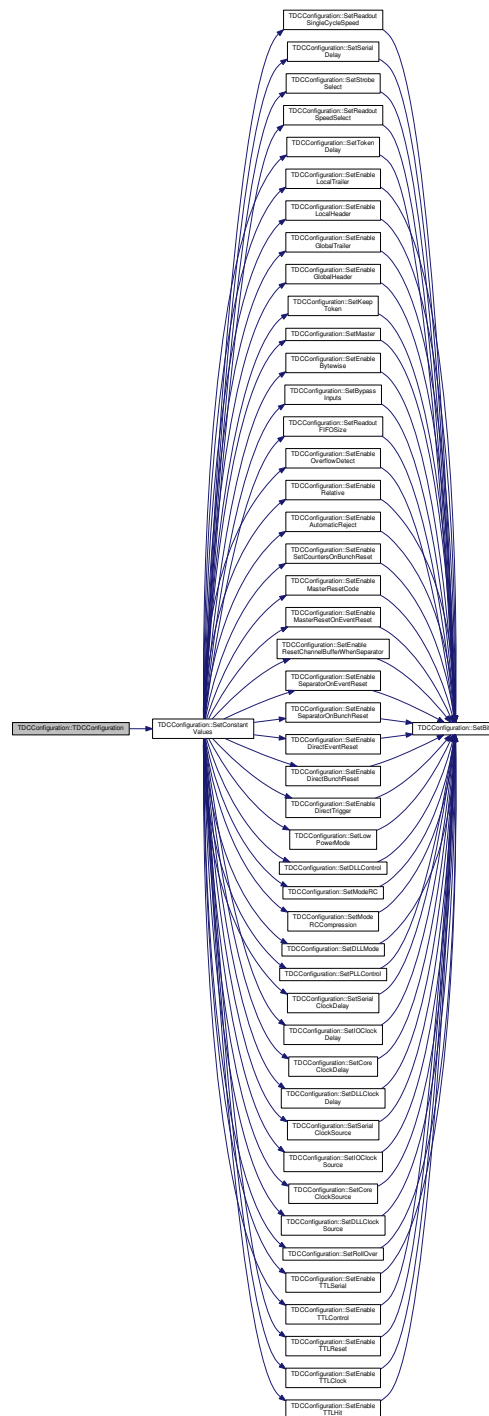 TDCConfiguration::SetReadout
SingleCycleSpeed
TDCConfiguration::SetSerial
Delay
TDCConfiguration::SetStrobe
Select
TDCConfiguration::SetReadout
SpeedSelect
TDCConfiguration::SetToken
Delay
TDCConfiguration::SetEnable
LocalTrailer
TDCConfiguration::SetEnable
LocalHeader
TDCConfiguration::SetEnable
GlobalTrailer
TDCConfiguration::SetEnable
GlobalHeader
TDCConfiguration::SetKeep
Token
TDCConfiguration::SetMaster
TDCConfiguration::SetEnable
Bytewise
TDCConfiguration::SetBypass
Inputs
TDCConfiguration::SetReadout
FIFOSize
TDCConfiguration::SetEnable
OverflowDetect
TDCConfiguration::SetEnable
Relative
TDCConfiguration::SetEnable
AutomaticReject
TDCConfiguration::SetEnable
SetCountersOnBunchReset
TDCConfiguration::SetEnable
MasterResetCode
TDCConfiguration::SetEnable
MasterResetOnEventReset
TDCConfiguration::SetEnable
ResetChannelBufferWhenSeparator
TDCConfiguration::SetEnable
SeparatorOnEventReset
TDCConfiguration::SetEnable
SeparatorOnBunchReset
TDCConfiguration::TDCConfiguration
TDCConfiguration::SetConstant
Values
TDCConfiguration::SetBit
TDCConfiguration::SetEnable
DirectEventReset
TDCConfiguration::SetEnable
DirectBunchReset
TDCConfiguration::SetEnable
DirectTrigger
TDCConfiguration::SetLow
PowerMode
TDCConfiguration::SetDLLControl
TDCConfiguration::SetModeRC
TDCConfiguration::SetMode
RCCompression
TDCConfiguration::SetDLLMode
TDCConfiguration::SetPLLControl
TDCConfiguration::SetSerial
ClockDelay
TDCConfiguration::SetIOClock
Delay
TDCConfiguration::SetCore
ClockDelay
TDCConfiguration::SetDLLClock
Delay
TDCConfiguration::SetSerial
ClockSource
TDCConfiguration::SetIOClock
Source
TDCConfiguration::SetCore
ClockSource
TDCConfiguration::SetDLLClock
Source
TDCConfiguration::SetRollOver
TDCConfiguration::SetEnable
TTLSerial
TDCConfiguration::SetEnable
TTLControl
TDCConfiguration::SetEnable
TTLReset
TDCConfiguration::SetEnable
TTLClock
TDCConfiguration::SetEnable
TTLHit